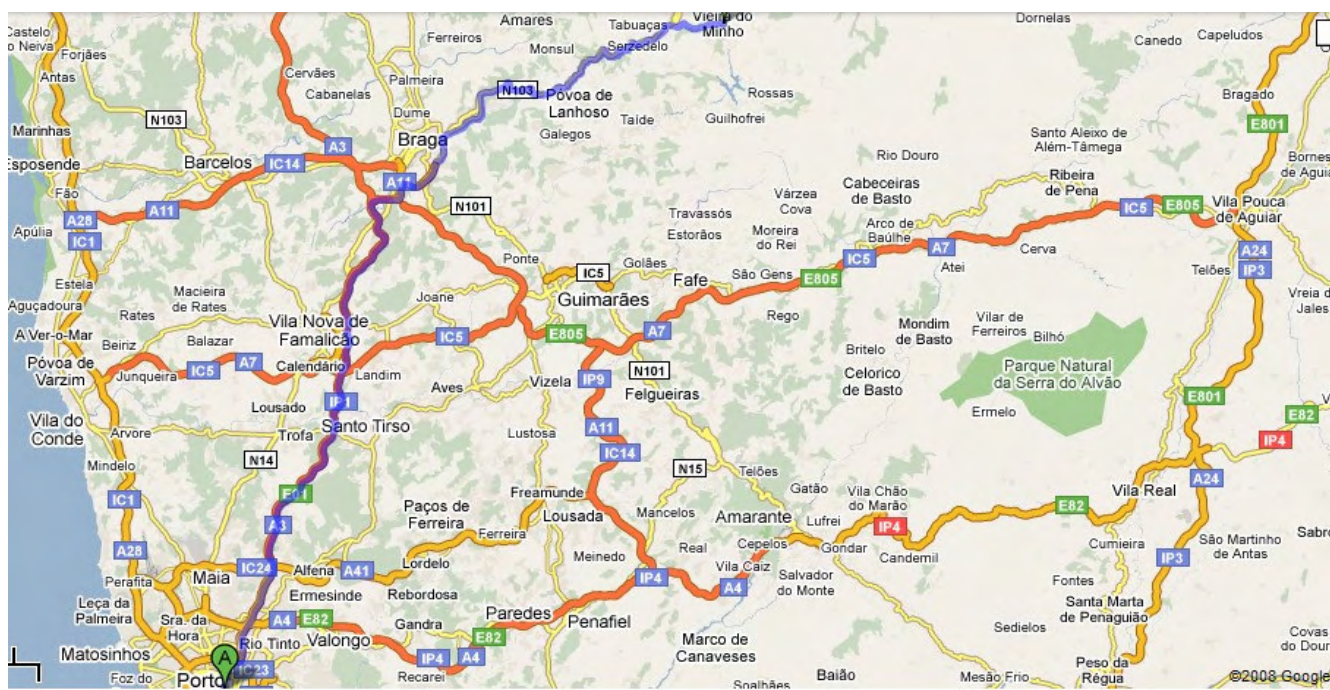 Castelo
do Neiva
Forjães
Antas
Amares
Tabuaças
Vieira do
Minho
Dornelas
Capeludos
Canedo
Ferreiros
Monsul
Serzedelo
Cervães
Cabanelas
Palmeira
N103
Póvoa de
Lanhoso
Rossas
Bragado
N103
Dume
Taíde
Guilhofrei
E801
Marinhas
Braga
Galegos
Santo Aleixo de
Além-Tâmega
Esposende
Barcelos
IC14
A3
Rio Douro
Bornes
de Aguia
Fão
A11
Cabeceiras
de Basto
Ribeira
de Pena
A28
A11
N101
Travassós
Várzea
Cova
IC5
E805
Vila Pouca
de Aguiar
Apúlia
IC1
Estorãos
Moreira
do Rei
Arco de
Baúlhe
A7
Cerva
A24
Ponte
Golães
IC5
São Gens
IC5
Atei
Telões
IP3
Estela
Fafe
E805
Aguçadoura
Macieira
de Rates
Joane
Guimarães
Vreia d
Jales
A Ver-o-Mar
Rates
Vila Nova de
Famalicão
IC5
E805
A7
Rego
Mondim
de Basto
Vilar de
Ferreiros
Bilhó
Beiriz
Balazar
Britelo
Póvoa de
Varzim
Junqueira
IC5
A7
Calendário
Landim
Aves
Vizela
IP9
N101
Felgueiras
Celorico
de Basto
Parque Natural
da Serra do Alvão
Vila do
Conde
Lousado
IP1
E801
Ermelo
E82
Arvore
Trofa
Santo Tirso
Lustosa
A11
IP4
Mindelo
N14
IC14
N15
Telões
A24
IC1
E01
Freamunde
Gatão
Vila Chão
do Marão
Vila Real
Paços de
Ferreira
Lousada
Mancelos
Amarante
Lufrei
IP4
E82
A28
A3
Ferreira
Cepelos
Gondar
Candemil
Cumieira
São Martinho
de Antas
Sabro
Perafita
Maia
IC24
Alfena
A41
Lordelo
Meinedo
Real
Vila Caiz
IP3
Leça da
Palmeira
Ermesinde
Rebordosa
IP4
A4
Salvador
do Monte
Fontes
Sra. da
Hora
A4
E82
Valongo
Gandra
Paredes
Penafiel
Santa Marta
de Penaguião
Matosinhos
Rio Tinto
E82
Marco de
Canaveses
Sedielos
Covas
do Dour
A
Foz do
Porto
IC23
IP4
A4
Recarei
Soalhães
Baião
Mesão Frio
Peso da
Régua
©2008 Google